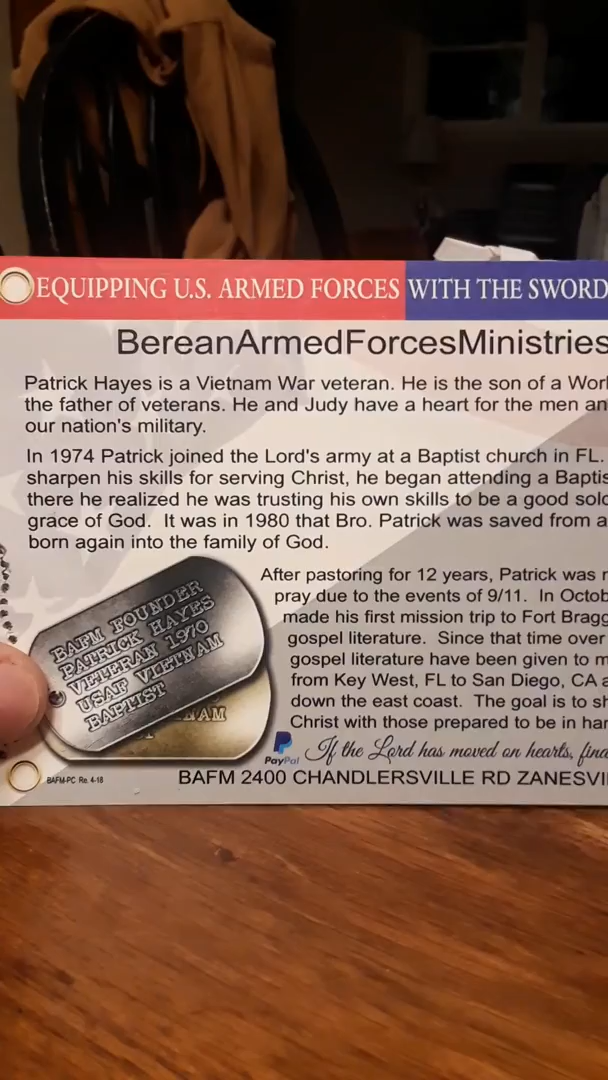 EQUIPPING U.S. ARMED FORCES WITH THE SWORD
BereanArmedForcesMinistries
Patrick Hayes is a Vietnam War veteran. He is the son of a Worl
the father of veterans. He and Judy have a heart for the men an
our nation's military.
In 1974 Patrick joined the Lord's army at a Baptist church in FL.
sharpen his skills for serving Christ, he began attending a Baptis
there he realized he was trusting his own skills to be a good sold
grace of God. It was in 1980 that Bro. Patrick was saved from a
born again into the family of God.
After pastoring for 12 years, Patrick was r
pray due to the events of 9/11. In Octob
made his first mission trip to Fort Bragg
gospel literature. Since that time over
gospel literature have been given to m
from Key West, FL to San Diego, CA a
down the east coast. The goal is to sh
Christ with those prepared to be in har
BAFM FOUNDER
PATRICK HAYES
VETERAN 1970
USAF VIETNAM
BAPTIST
NAM
PayPal
If the Lord has moved on hearts, fina
BAFM-PC Re. 4-18
BAFM 2400 CHANDLERSVILLE RD ZANESVI